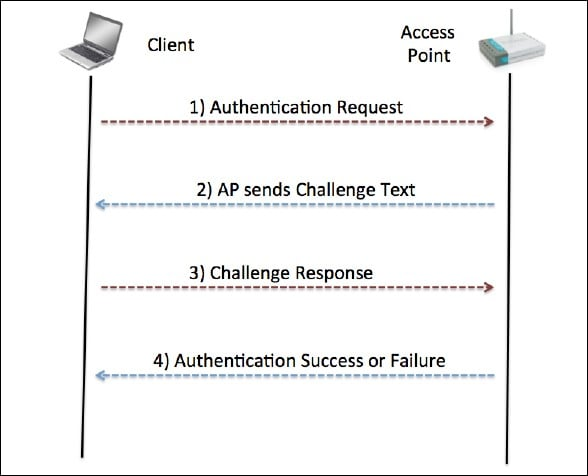 Client
Access
Point
1) Authentication Request
2) AP sends Challenge Text
3) Challenge Response
4) Authentication Success or Failure